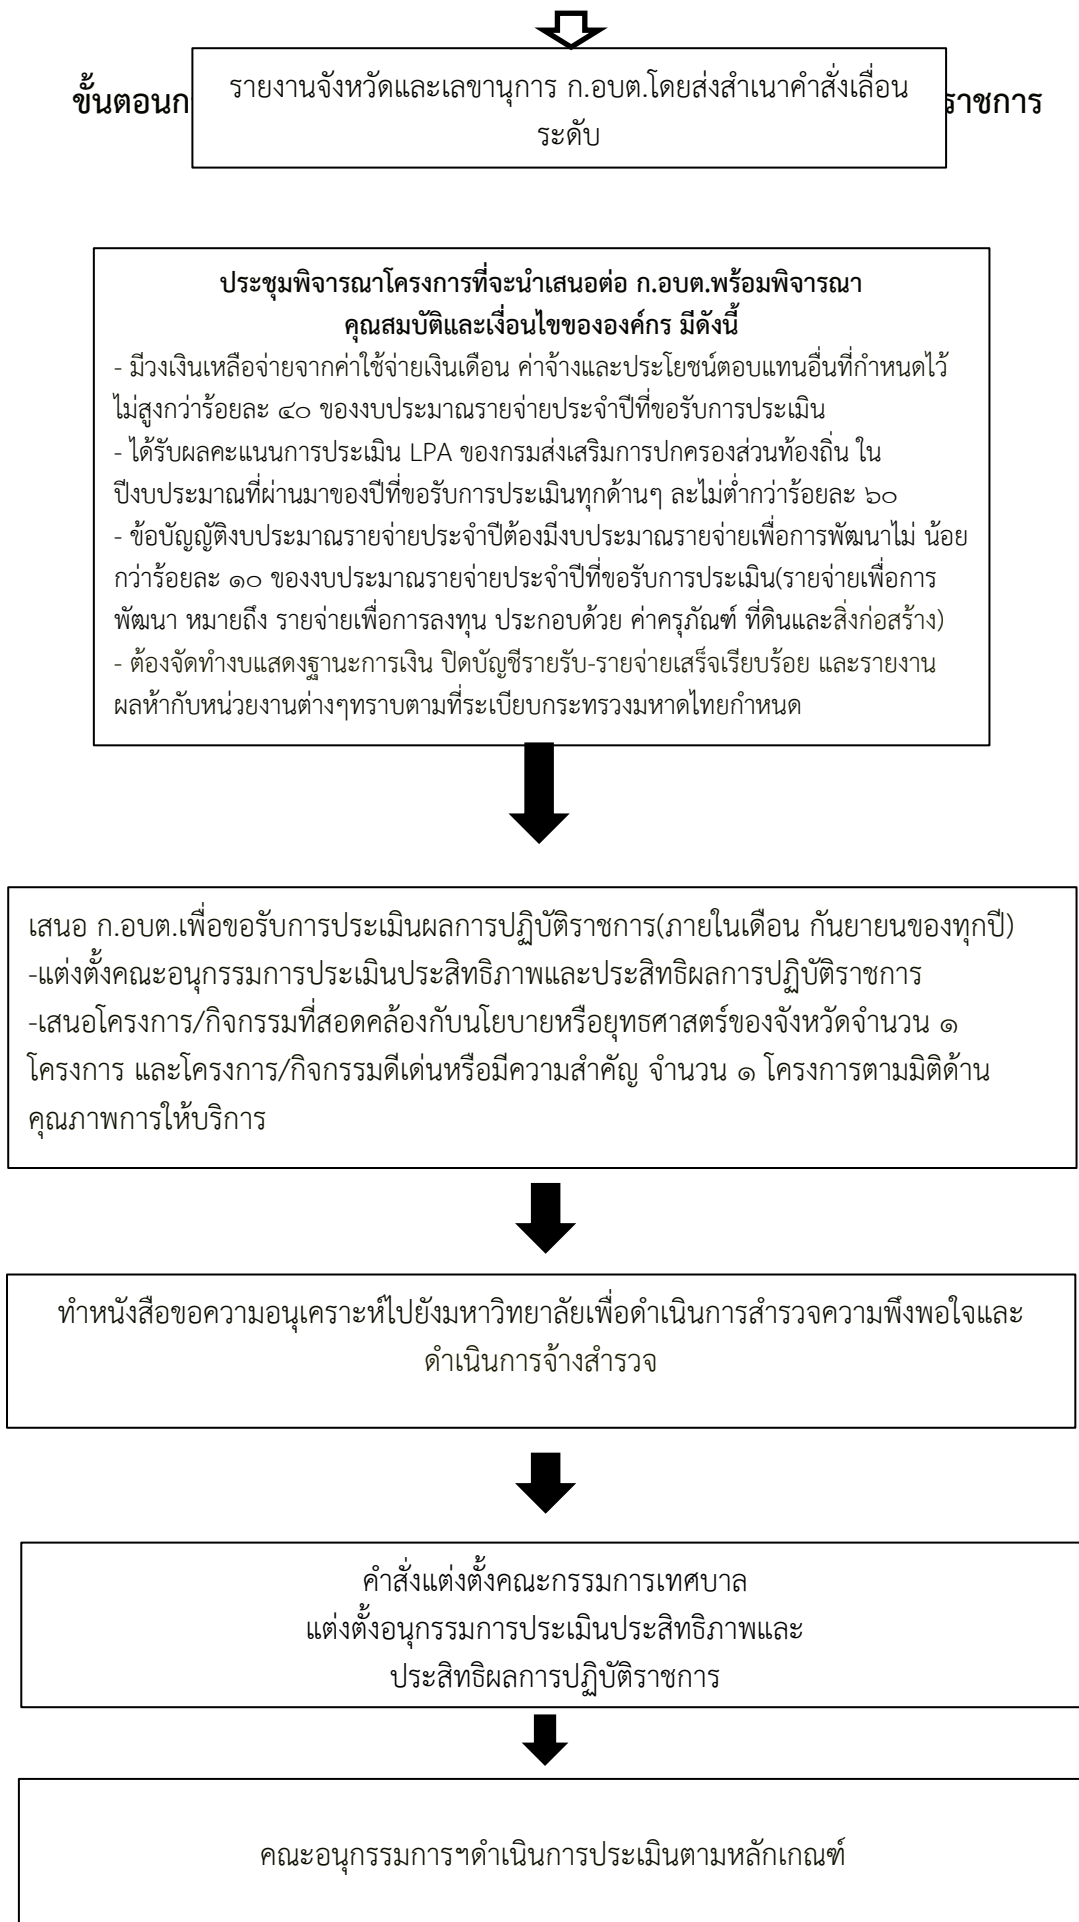 รายงานจังหวัดและเลขานุการ ก.อบต.โดยส่งสำเนาคำสั่งเลื่อน
ระดับ
ขั้นตอนก
ราชการ
ประชุมพิจารณาโครงการที่จะนำเสนอต่อ ก.อบต.พร้อมพิจารณา
คุณสมบัติและเงื่อนไขขององค์กร มีดังนี้
- มีวงเงินเหลือจ่ายจากค่าใช้จ่ายเงินเดือน ค่าจ้างและประโยชน์ตอบแทนอื่นที่กำหนดไว้
ไม่สูงกว่าร้อยละ ๔๐ ของงบประมาณรายจ่ายประจำปีที่ขอรับการประเมิน
- ได้รับผลคะแนนการประเมิน LPA ของกรมส่งเสริมการปกครองส่วนท้องถิ่น ใน
ปีงบประมาณที่ผ่านมาของปีที่ขอรับการประเมินทุกด้านๆ ละไม่ต่ำกว่าร้อยละ ๖๐
- ข้อบัญญัติงบประมาณรายจ่ายประจำปีต้องมีงบประมาณรายจ่ายเพื่อการพัฒนาไม่ น้อย
กว่าร้อยละ ๑๐ ของงบประมาณรายจ่ายประจำปีที่ขอรับการประเมิน(รายจ่ายเพื่อการ
พัฒนา หมายถึง รายจ่ายเพื่อการลงทุน ประกอบด้วย ค่าครุภัณฑ์ ที่ดินและสิ่งก่อสร้าง)
- ต้องจัดทำงบแสดงฐานะการเงิน ปิดบัญชีรายรับ-รายจ่ายเสร็จเรียบร้อย และรายงาน
ผลห้ากับหน่วยงานต่างๆทราบตามที่ระเบียบกระทรวงมหาดไทยกำหนด
เสนอ ก.อบต.เพื่อขอรับการประเมินผลการปฏิบัติราชการ(ภายในเดือน กันยายนของทุกปี)
-แต่งตั้งคณะอนุกรรมการประเมินประสิทธิภาพและประสิทธิผลการปฏิบัติราชการ
-เสนอโครงการ/กิจกรรมที่สอดคล้องกับนโยบายหรือยุทธศาสตร์ของจังหวัดจำนวน ๑
โครงการ และโครงการ/กิจกรรมดีเด่นหรือมีความสำคัญ จำนวน ๑ โครงการตามมิติด้าน
คุณภาพการให้บริการ
ทำหนังสือขอความอนุเคราะห์ไปยังมหาวิทยาลัยเพื่อดำเนินการสำรวจความพึงพอใจและ
ดำเนินการจ้างสำรวจ
คำสั่งแต่งตั้งคณะกรรมการเทศบาล
แต่งตั้งอนุกรรมการประเมินประสิทธิภาพและ
ประสิทธิผลการปฏิบัติราชการ
คณะอนุกรรมการฯดำเนินการประเมินตามหลักเกณฑ์